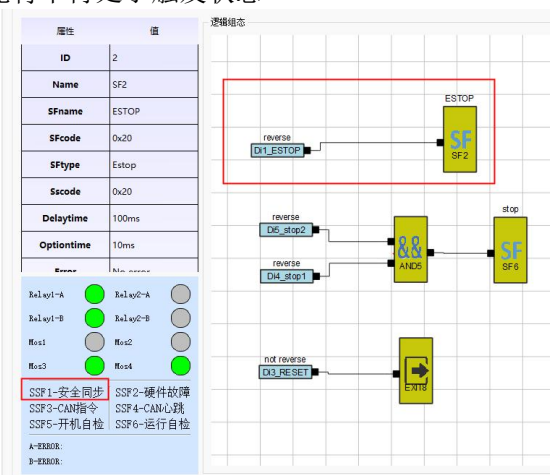 属性 值
ID 2
Name SF2
SFname ESTOP
SFcode 0x20
SFtype Estop
Sscode 0x20
Delaytime 100ms
Optiontime 10ms
Relay1-A Relay2-A
Relay1-B Relay2-B
Mos1 Mos2
Mos3 Mos4
SSF1-安全同步 SSF2-硬件故障
SSF3-CAN指令 SSF4-CAN心跳
SSF5-开机自检 SSF6-运行自检
A-ERROR:
B-ERROR:
逻辑组态
ESTOP
reverse
Di1_ESTOP
SF
SF2
reverse
Di5_stop2
stop
&&
AND5
SF
SF6
reverse
Di4_stop1
not reverse
Di3_RESET
EXIT8